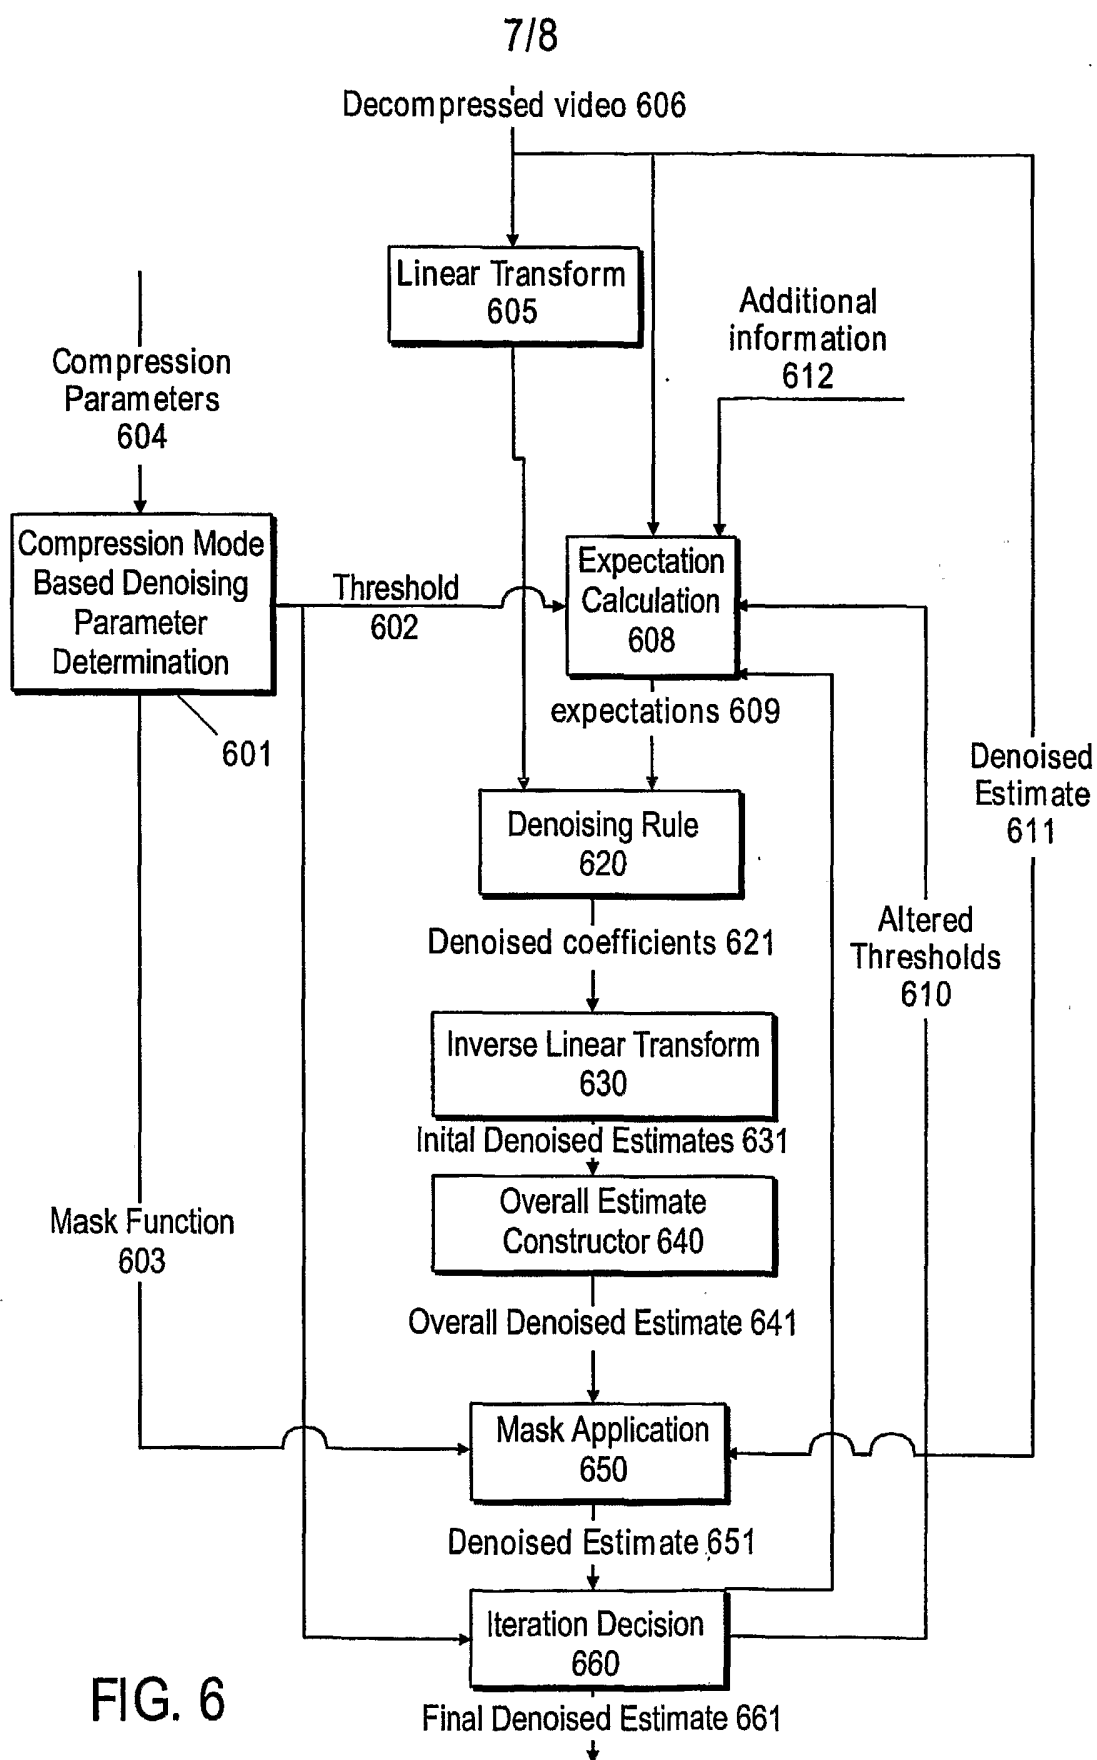 7/8
Decompressed video 606
Linear Transform
605
Additional
information
612
Compression
Parameters
604
Compression Mode
Based Denoising
Parameter
Determination
601
Threshold
602
Expectation
Calculation
608
expectations 609
Denoised
Estimate
611
Denoising Rule
620
Denoised coefficients 621
Altered
Thresholds
610
Inverse Linear Transform
630
Inital Denoised Estimates 631
Overall Estimate
Constructor 640
Mask Function
603
Overall Denoised Estimate 641
Mask Application
650
Denoised Estimate 651
Iteration Decision
660
FIG. 6
Final Denoised Estimate 661